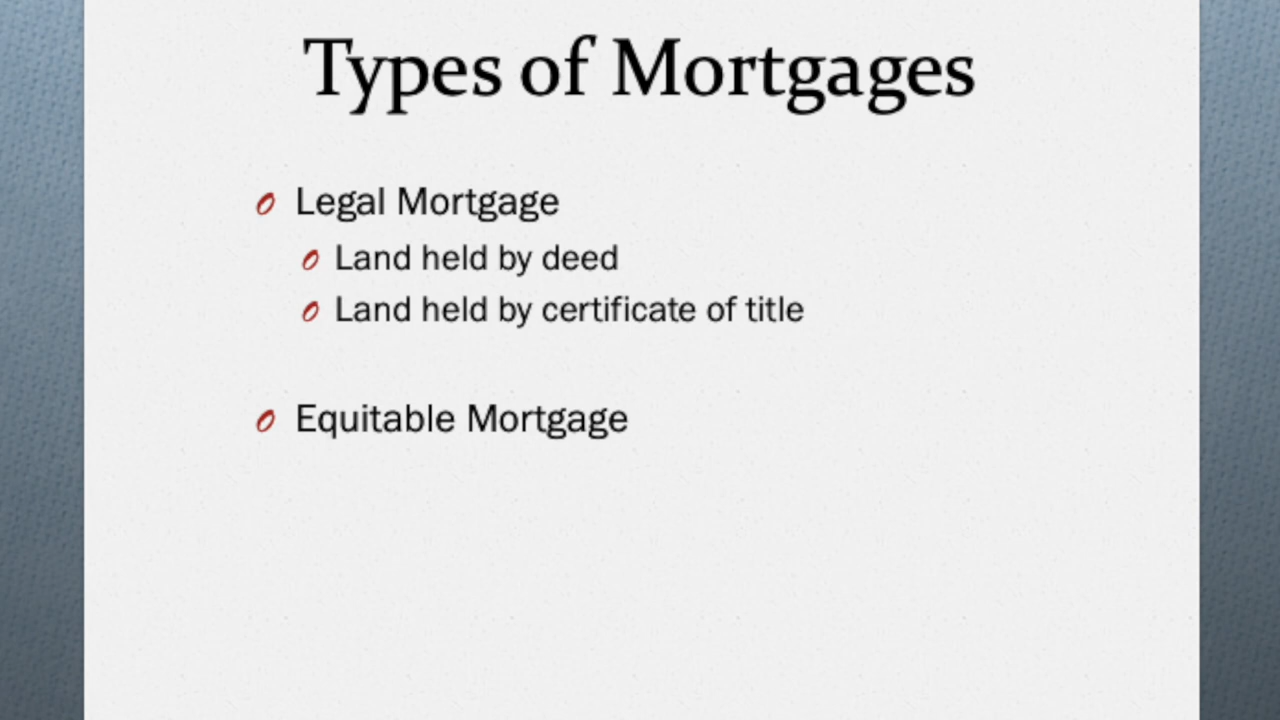 Types of Mortgages
Legal Mortgage
Land held by deed
Land held by certificate of title
Equitable Mortgage